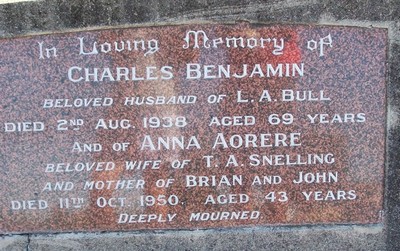 In Loving Memory of
CHARLES BENJAMIN
BELOVED HUSBAND OF L.A. BULL
DIED 2ND AUG. 1938 AGED 69 YEARS
AND OF ANNA AORERE
BELOVED WIFE OF T.A. SNELLING
AND MOTHER OF BRIAN AND JOHN
DIED 11TH OCT. 1950. AGED 43 YEARS
DEEPLY MOURNED.